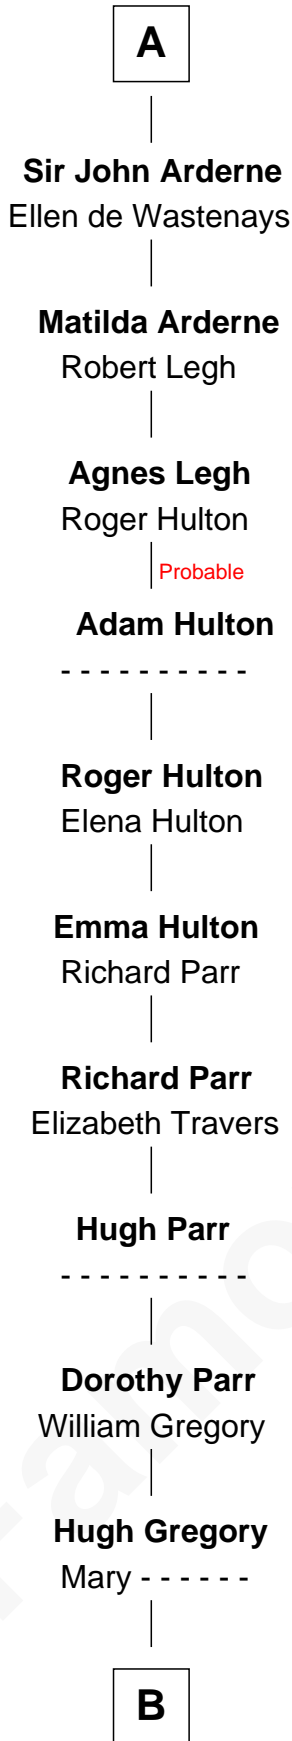 A
Sir John Arderne
Ellen de Wastenays
Matilda Arderne
Robert Legh
Agnes Legh
Roger Hulton
Probable
Adam Hulton
- - - - - - - - - -
Roger Hulton
Elena Hulton
Emma Hulton
Richard Parr
Richard Parr
Elizabeth Travers
Hugh Parr
- - - - - - - - - -
Dorothy Parr
William Gregory
Hugh Gregory
Mary - - - - - -
B